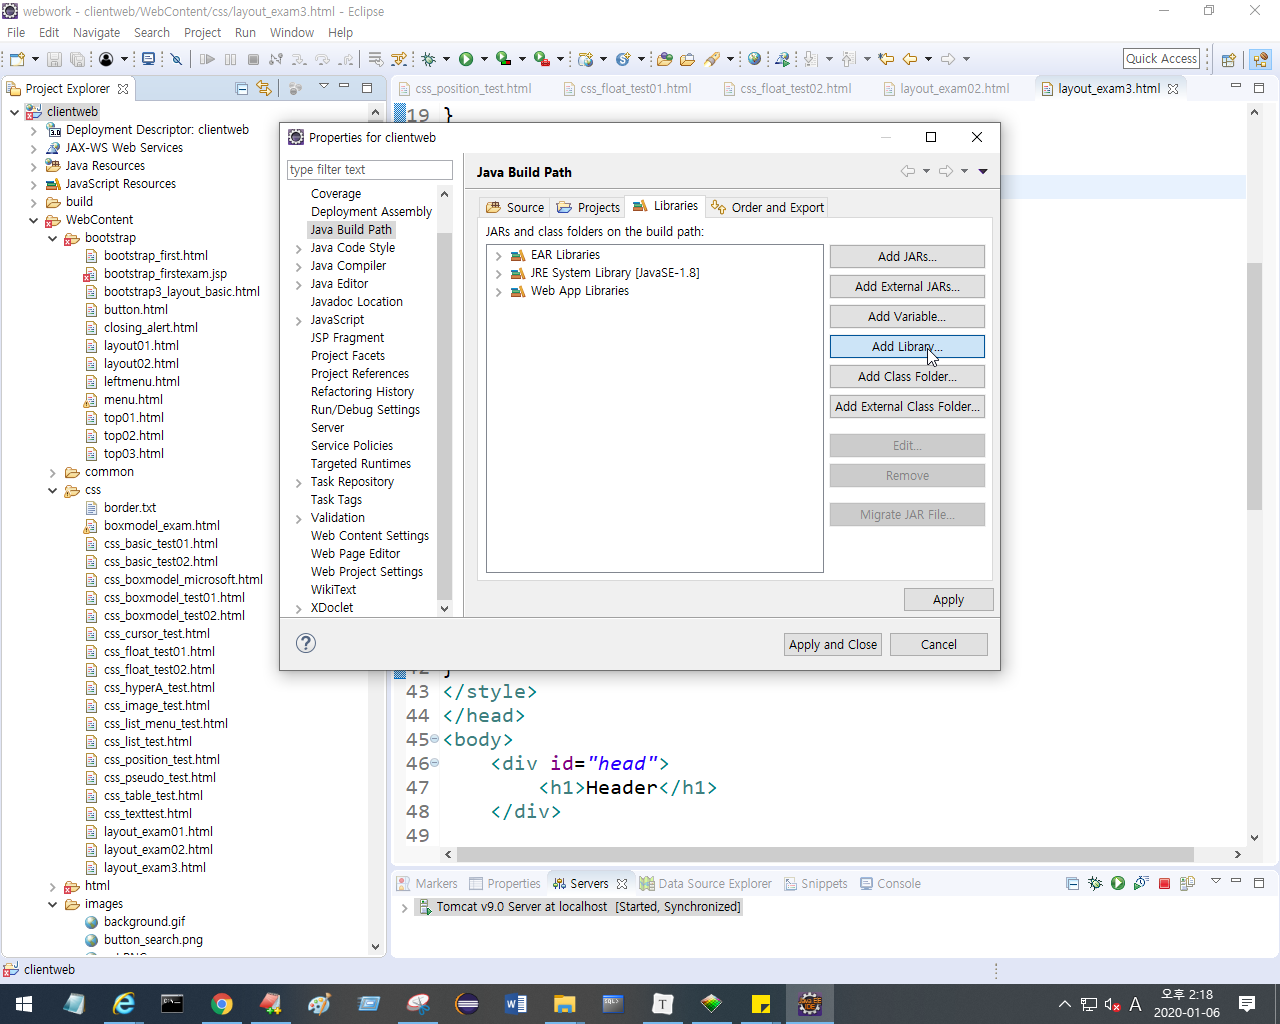 webwork - clientweb/WebContent/css/layout_exam3.html - Eclipse
File Edit Navigate Search Project Run Window Help
Quick Access
Project Explorer
clientweb
Deployment Descriptor: clientweb
JAX-WS Web Services
Java Resources
JavaScript Resources
build
WebContent
bootstrap
bootstrap_first.html
bootstrap_firstexam.jsp
bootstrap3_layout_basic.html
button.html
closing_alert.html
layout01.html
layout02.html
leftmenu.html
menu.html
top01.html
top02.html
top03.html
common
css
border.txt
boxmodel_exam.html
css_basic_test01.html
css_basic_test02.html
css_boxmodel_microsoft.html
css_boxmodel_test01.html
css_boxmodel_test02.html
css_cursor_test.html
css_float_test01.html
css_float_test02.html
css_hyperA_test.html
css_image_test.html
css_list_menu_test.html
css_list_test.html
css_position_test.html
css_pseudo_test.html
css_table_test.html
css_texttest.html
layout_exam01.html
layout_exam02.html
layout_exam3.html
html
images
background.gif
button_search.png
css_position_test.html css_float_test01.html css_float_test02.html layout_exam02.html layout_exam3.html
19 }
Properties for clientweb
type filter text
Coverage
Deployment Assembly
Java Build Path
Java Code Style
Java Compiler
Java Editor
Javadoc Location
JavaScript
JSP Fragment
Project Facets
Project References
Refactoring History
Run/Debug Settings
Server
Service Policies
Targeted Runtimes
Task Repository
Task Tags
Validation
Web Content Settings
Web Page Editor
Web Project Settings
WikiText
XDoclet
Java Build Path
Source Projects Libraries Order and Export
JARs and class folders on the build path:
EAR Libraries
JRE System Library [JavaSE-1.8]
Web App Libraries
Add JARs...
Add External JARs...
Add Variable...
Add Library...
Add Class Folder...
Add External Class Folder...
Edit...
Remove
Migrate JAR File...
Apply
Apply and Close Cancel
42 }
43 </style>
44 </head>
45 <body>
46 <div id="head">
47 <h1>Header</h1>
48 </div>
49
Markers Properties Servers Data Source Explorer Snippets Console
Tomcat v9.0 Server at localhost [Started, Synchronized]
clientweb
A
오후 2:18
2020-01-06